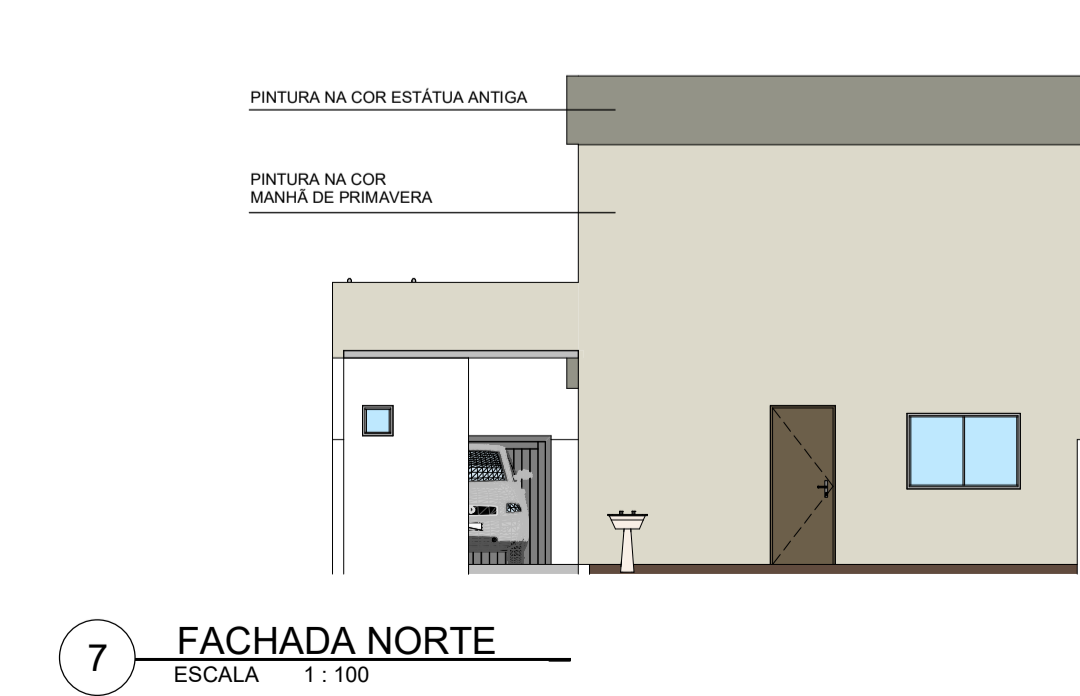 PINTURA NA COR ESTÁTUA ANTIGA
PINTURA NA COR
MANHÃ DE PRIMAVERA
7
FACHADA NORTE
ESCALA 1 : 100